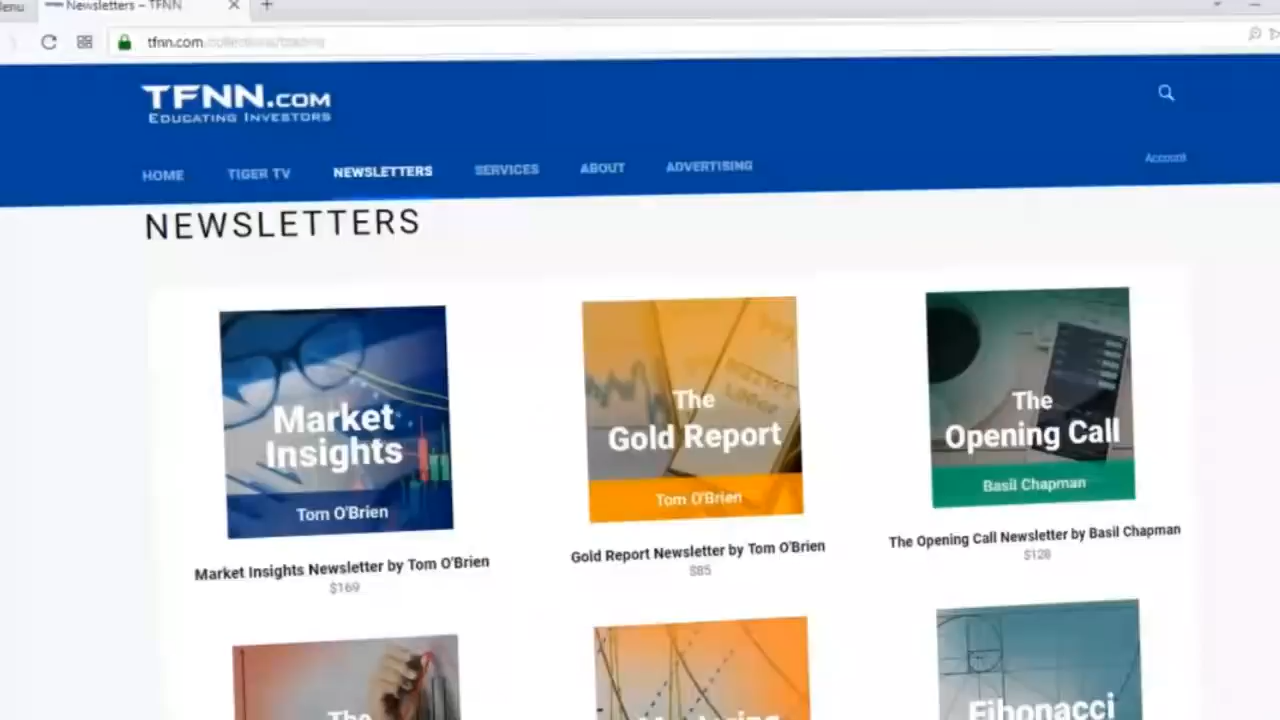 Newsletters – TFNN
tfnn.com
TFNN.COM
EDUCATING INVESTORS
HOME TIGER TV NEWSLETTERS SERVICES ABOUT ADVERTISING
Account
NEWSLETTERS
Market
Insights
Tom O'Brien
Market Insights Newsletter by Tom O'Brien
$169
The
Gold Report
Tom O'Brien
Gold Report Newsletter by Tom O'Brien
$85
The
Opening Call
Basil Chapman
The Opening Call Newsletter by Basil Chapman
$128
The
Fibonacci